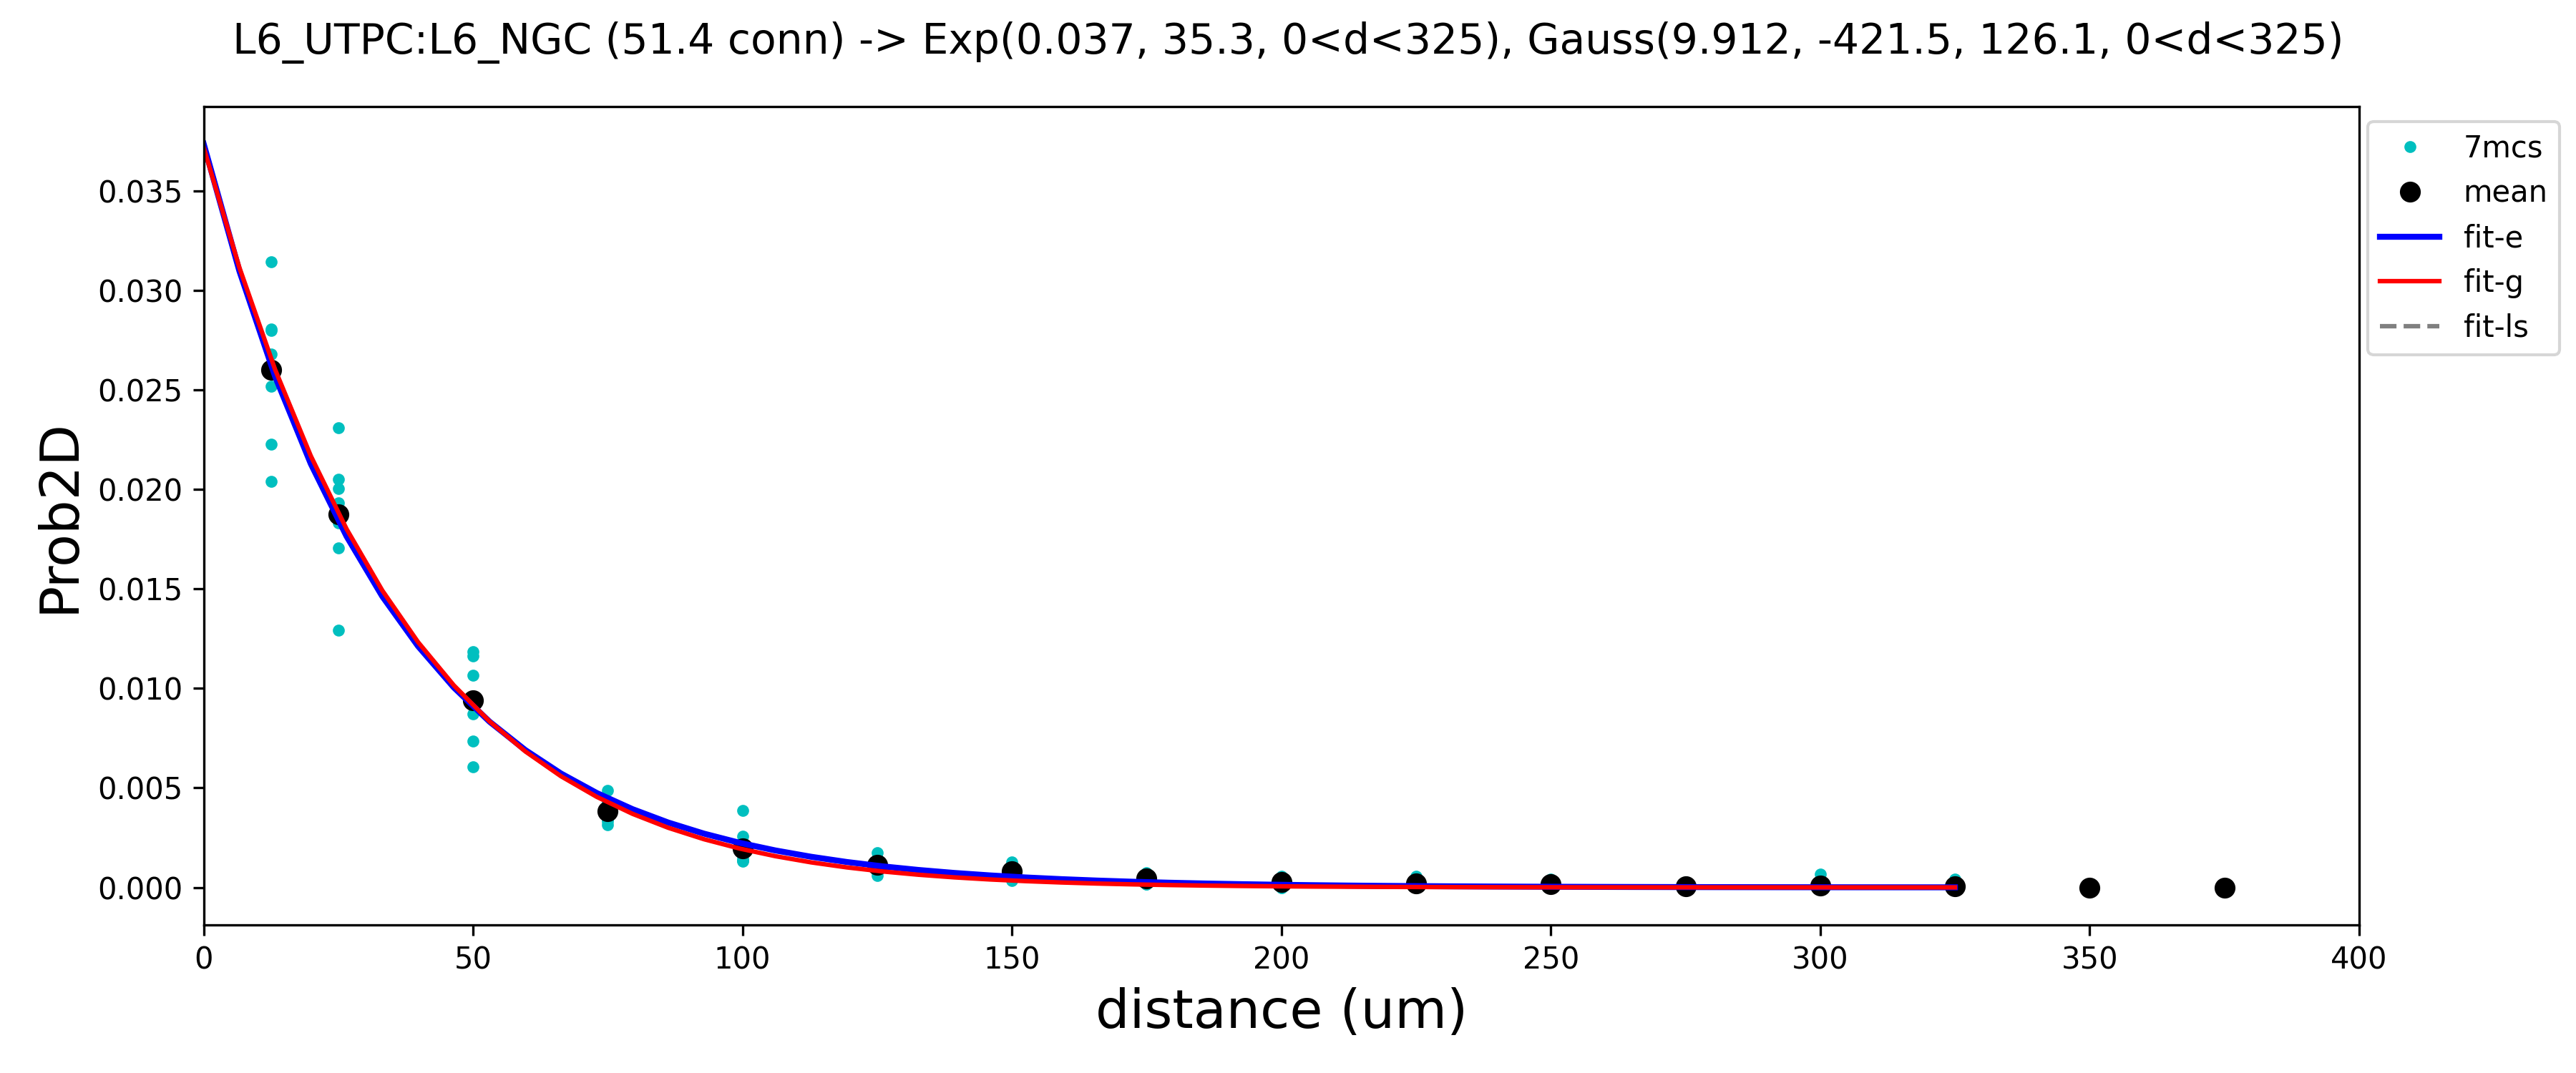 L6_UTPC:L6_NGC (51.4 conn) -> Exp(0.037, 35.3, 0<d<325), Gauss(9.912, -421.5, 126.1, 0<d<325)
7mcs
mean
fit-e
fit-g
fit-ls
Prob2D
0.035
0.030
0.025
0.020
0.015
0.010
0.005
0.000
0 50 100 150 200 250 300 350 400
distance (um)